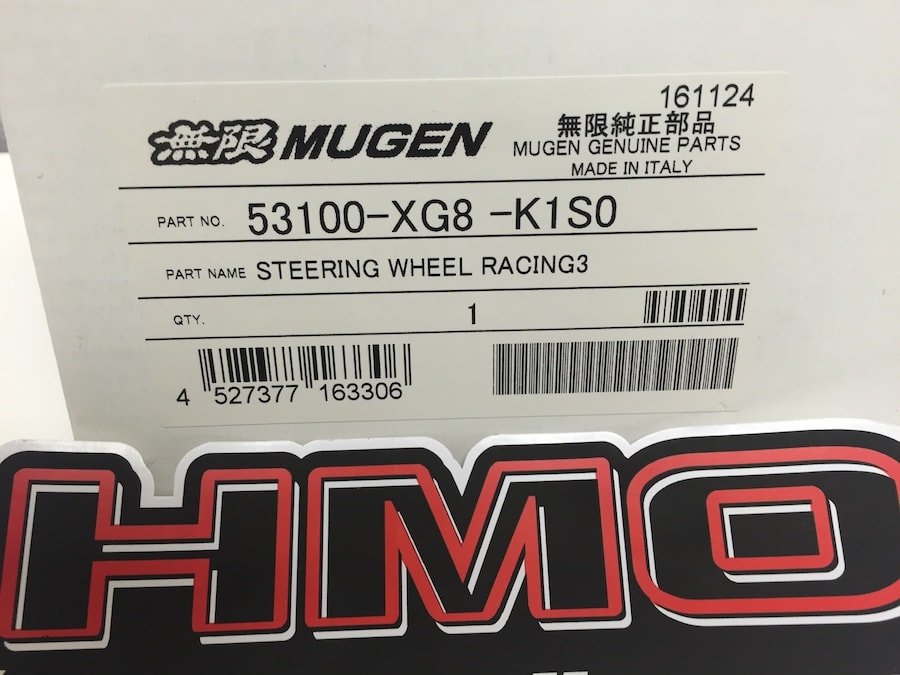 161124
無限 MUGEN
無限純正部品
MUGEN GENUINE PARTS
MADE IN ITALY
PART NO. 53100-XG8 -K1S0
PART NAME STEERING WHEEL RACING3
QTY. 1
4 527377 163306
HMO